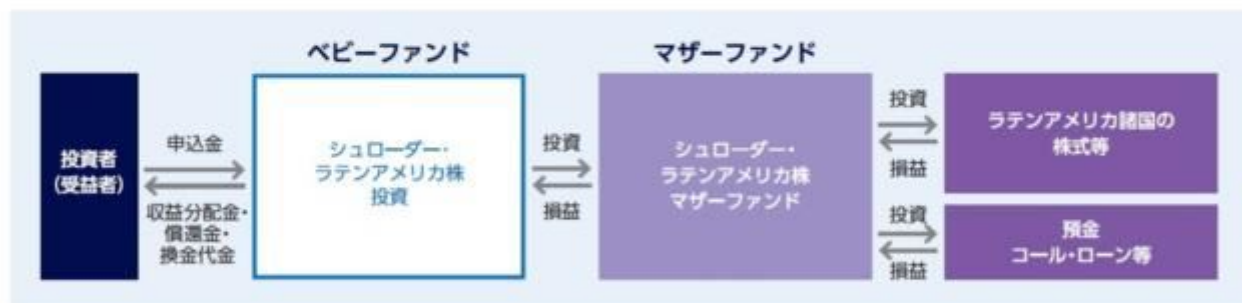 ベビーファンド
マザーファンド
投資者
(受益者)
申込金
収益分配金・
償還金・
換金代金
シュローダー・
ラテンアメリカ株
投資
投資
損益
シュローダー・
ラテンアメリカ株
マザーファンド
投資
損益
ラテンアメリカ諸国の
株式等
投資
損益
預金
コール・ローン等